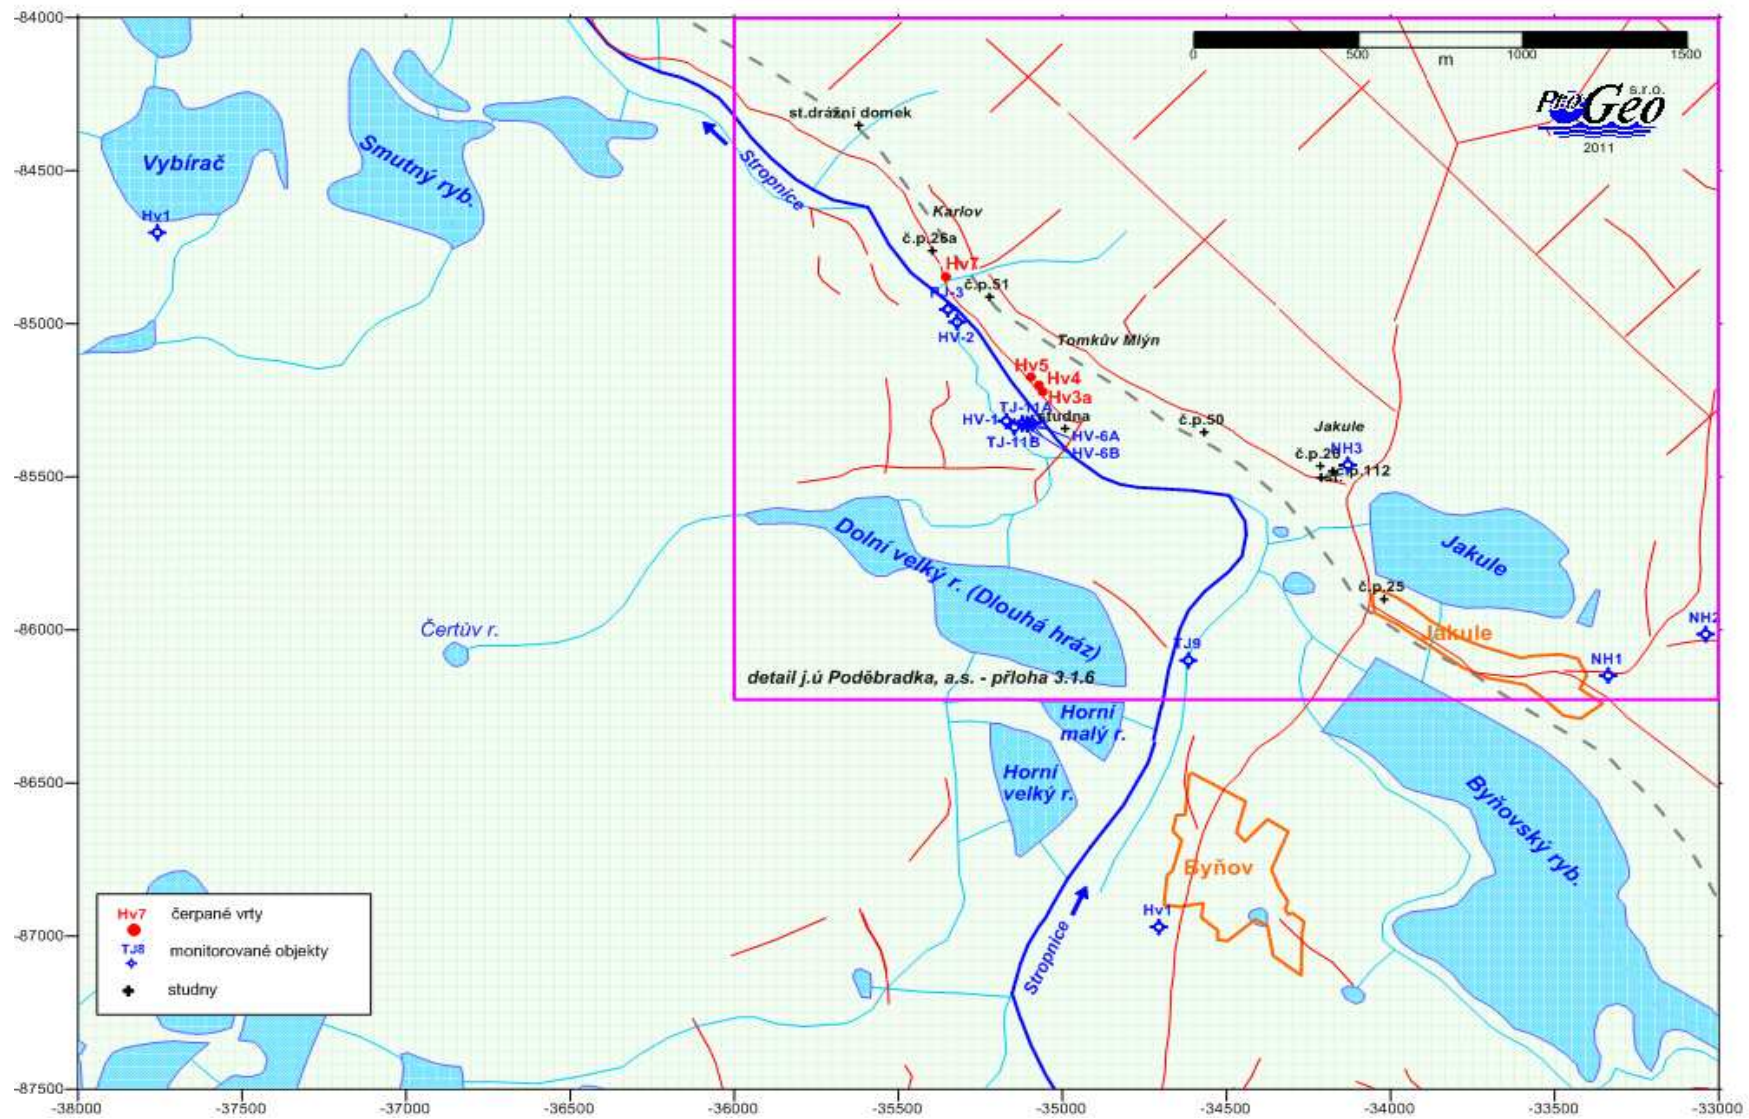 -84000
-84500
-85000
-85500
-86000
-86500
-87000
-87500
-38000
-37500
-37000
-36500
-36000
-35500
-35000
-34500
-34000
-33500
-33000
0
500
1000
1500
m
ProGeo
s.r.o.
2011
st.drážní domek
Vybírač
Smutný ryb.
Hv1
Stropnice
Karlov
č.p.26a
Hv7
č.p.51
HV-2
Tomkův Mlýn
Hv5
Hv4
Hv3a
TJ-11A
studna
HV-1
TJ-11B
HV-6A
HV-6B
č.p.50
Jakule
NH3
č.p.112
st.
Dolní velký r. (Dlouhá hráz)
Jakule
č.p.25
Jakule
Čertův r.
TJ9
NH2
NH1
detail j.ú Poděbradka, a.s. - příloha 3.1.6
Horní
malý r.
Horní
velký r.
Byňovský ryb.
Byňov
Hv1
Stropnice
Hv7 čerpané vrty
TJ8 monitorované objekty
studny